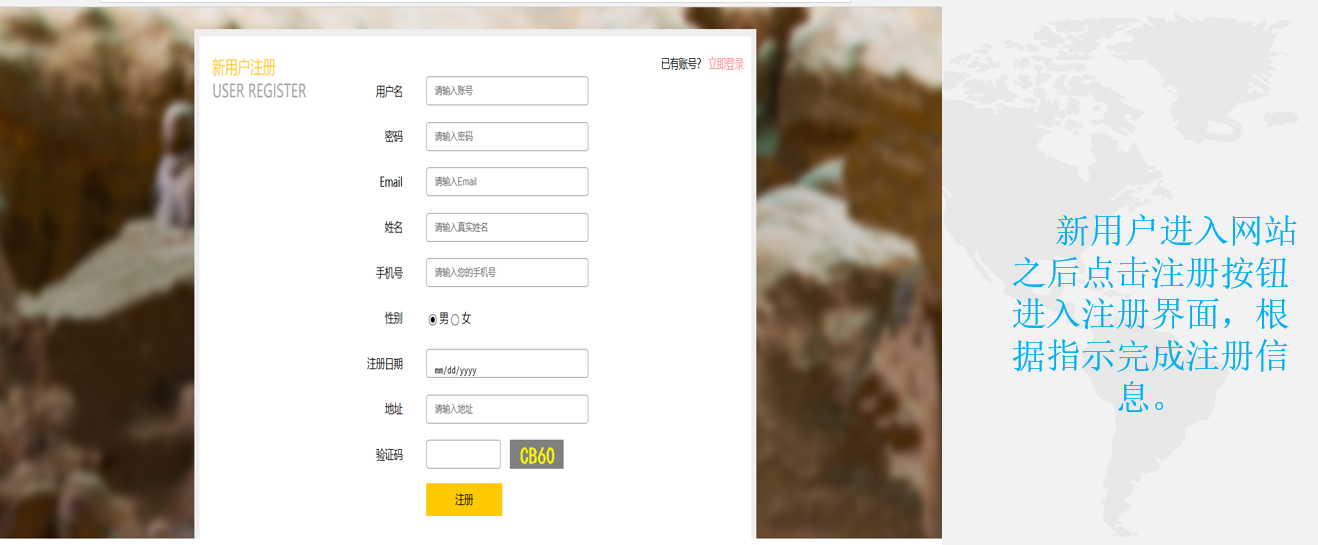 新用户注册
USER REGISTER
已有账号? 立即登录
用户名 请输入账号
密码 请输入密码
Email 请输入Email
姓名 请输入真实姓名
手机号 请输入您的手机号
性别 男 女
注册日期 mm/dd/yyyy
地址 请输入地址
验证码 CB60
注册
新用户进入网站
之后点击注册按钮
进入注册界面，根
据指示完成注册信
息。